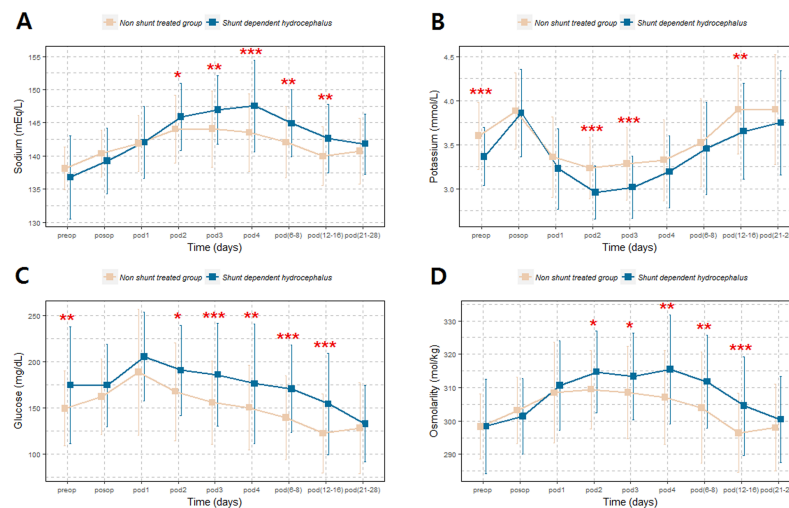 A
Non shunt treated group Shunt dependent hydrocephalus
Sodium (mEq/L)
155
150
145
140
135
130
* ** *** ** **
preop posop pod1 pod2 pod3 pod4 pod(6-8) pod(12-16) pod(21-28)
Time (days)
B
Non shunt treated group Shunt dependent hydrocephalus
Potassium (mmol/L)
4.5
4.0
3.5
3.0
*** *** *** **
preop posop pod1 pod2 pod3 pod4 pod(6-8) pod(12-16) pod(21-2
Time (days)
C
Non shunt treated group Shunt dependent hydrocephalus
Glucose (mg/dL)
250
200
150
100
** * *** ** *** ***
preop posop pod1 pod2 pod3 pod4 pod(6-8) pod(12-16) pod(21-28)
Time (days)
D
Non shunt treated group Shunt dependent hydrocephalus
Osmolarlity (mol/kg)
330
320
310
300
290
* * ** ** ***
preop posop pod1 pod2 pod3 pod4 pod(6-8) pod(12-16) pod(21-2
Time (days)